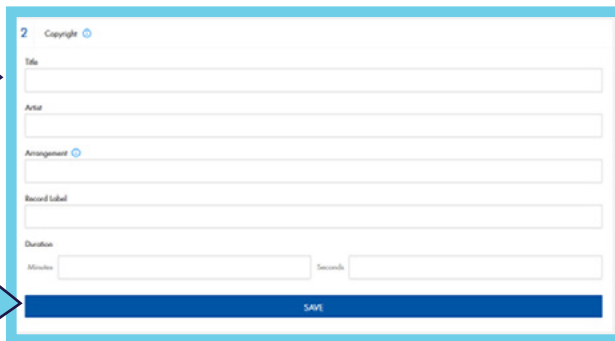 2 Copyright
Title
Artist
Arrangement
Record Label
Duration
Minutes Seconds
SAVE